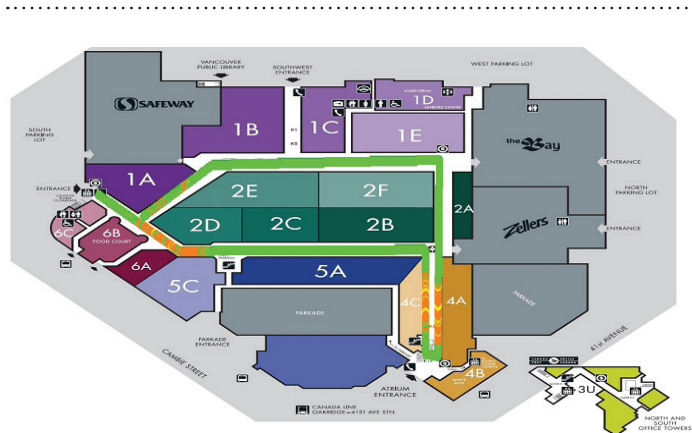 WEST PARKING LOT
VANCOUVER
PUBLIC LIBRARY
SOUTHWEST
ENTRANCE
SAFEWAY
AUDITORIUM
1D
SENIORS CENTER
1B
1C
1E
the Bay
SOUTH
PARKING
LOT
ENTRANCE
1A
2E
2F
2A
ENTRANCE
NORTH
PARKING LOT
6C
6B
FOOD COURT
2D
2C
2B
Zellers
ENTRANCE
6A
5C
5A
4C
4A
PARKADE
PARKADE
41st AVENUE
PARKADE
ENTRANCE
CAMBIE STREET
4B
ATRIUM
ENTRANCE
3U
CANADA LINE
OAKRIDGE-41ST AVE STN
NORTH AND
SOUTH
OFFICE TOWERS